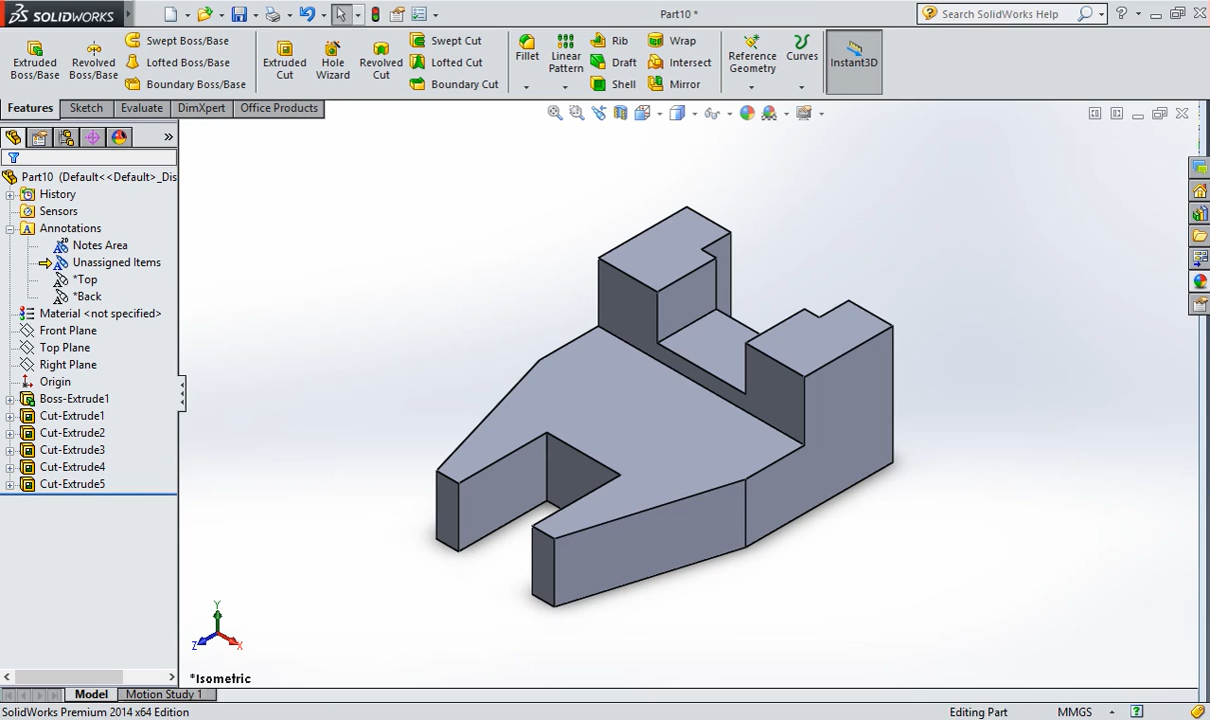 SOLIDWORKS
Part10 *
Search SolidWorks Help
Extruded Boss/Base
Revolved Boss/Base
Swept Boss/Base
Lofted Boss/Base
Boundary Boss/Base
Extruded Cut
Hole Wizard
Revolved Cut
Swept Cut
Lofted Cut
Boundary Cut
Fillet
Linear Pattern
Rib
Draft
Shell
Wrap
Intersect
Mirror
Reference Geometry
Curves
Instant3D
Features
Sketch
Evaluate
DimXpert
Office Products
Part10 (Default<<Default>_Dis
History
Sensors
Annotations
Notes Area
Unassigned Items
*Top
*Back
Material <not specified>
Front Plane
Top Plane
Right Plane
Origin
Boss-Extrude1
Cut-Extrude1
Cut-Extrude2
Cut-Extrude3
Cut-Extrude4
Cut-Extrude5
Y
Z
X
*Isometric
Model
Motion Study 1
SolidWorks Premium 2014 x64 Edition
Editing Part
MMGS